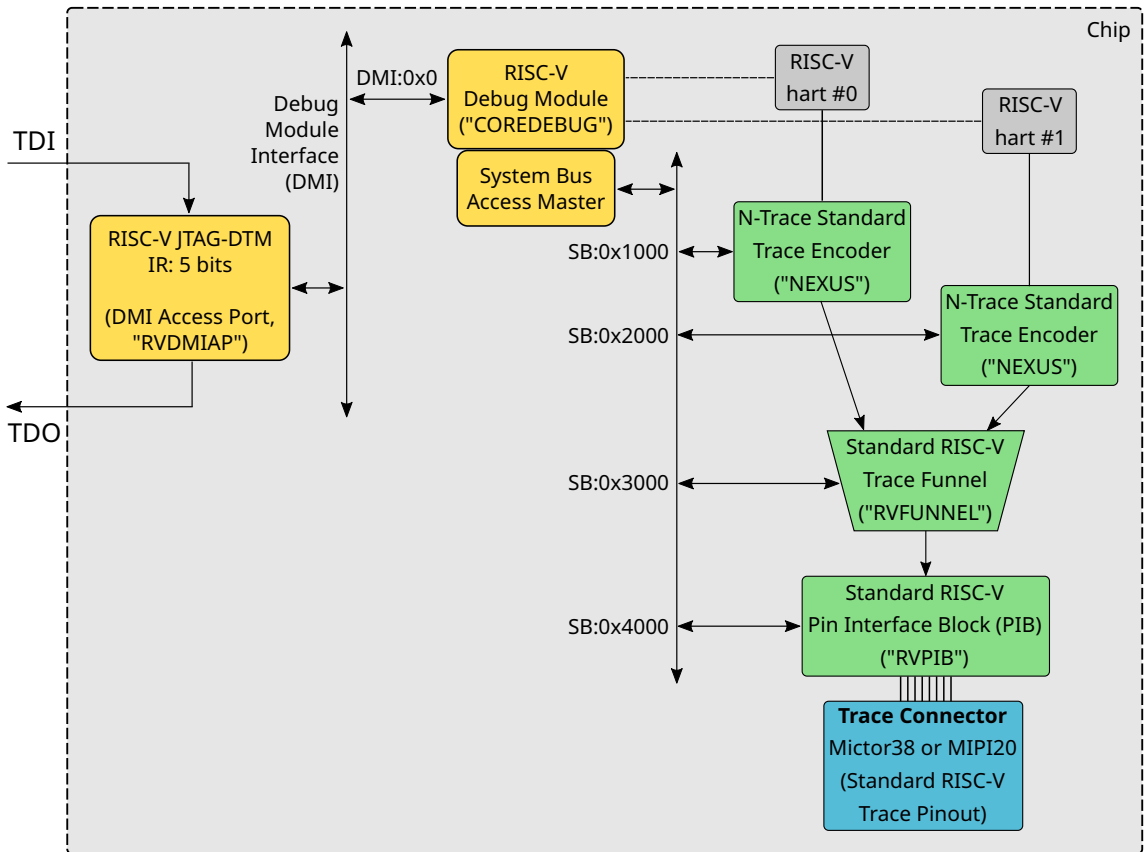 Chip
TDI
TDO
RISC-V JTAG-DTM
IR: 5 bits
(DMI Access Port,
"RVDMIAP")
Debug
Module
Interface
(DMI)
DMI:0x0
RISC-V
Debug Module
("COREDEBUG")
System Bus
Access Master
RISC-V
hart #0
RISC-V
hart #1
SB:0x1000
N-Trace Standard
Trace Encoder
("NEXUS")
SB:0x2000
N-Trace Standard
Trace Encoder
("NEXUS")
SB:0x3000
Standard RISC-V
Trace Funnel
("RVFUNNEL")
SB:0x4000
Standard RISC-V
Pin Interface Block (PIB)
("RVPIB")
Trace Connector
Mictor38 or MIPI20
(Standard RISC-V
Trace Pinout)